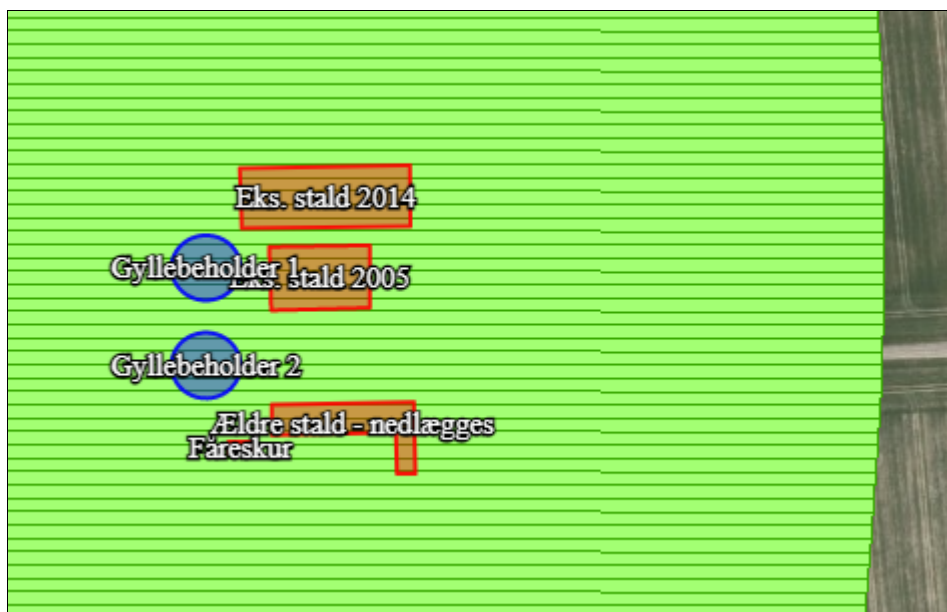 Eks. stald 2014
Gyllebeholder 1
Eks. stald 2005
Gyllebeholder 2
Ældre stald - nedlægges
Fåreskur